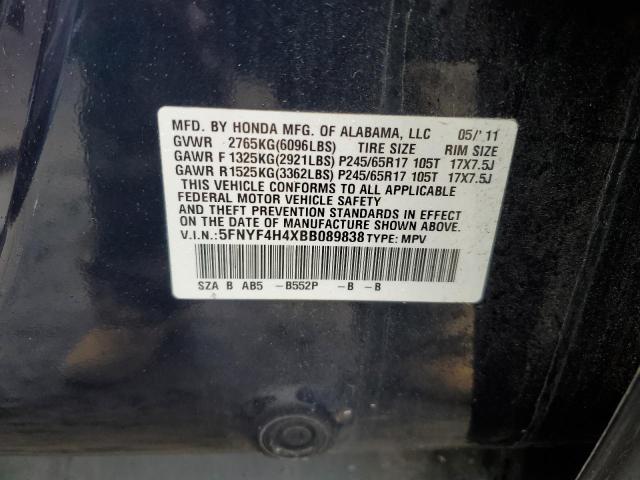 MFD. BY HONDA MFG. OF ALABAMA, LLC 05/'11
GVWR 2765KG(6096LBS) TIRE SIZE RIM SIZE
GAWR F 1325KG(2921LBS) P245/65R17 105T 17X7.5J
GAWR R 1525KG(3362LBS) P245/65R17 105T 17X7.5J
THIS VEHICLE CONFORMS TO ALL APPLICABLE
FEDERAL MOTOR VEHICLE SAFETY
AND THEFT PREVENTION STANDARDS IN EFFECT
ON THE DATE OF MANUFACTURE SHOWN ABOVE.
V.I.N.: 5FNYF4H4XBB089838 TYPE: MPV
SZA B AB5 -B552P -B -B